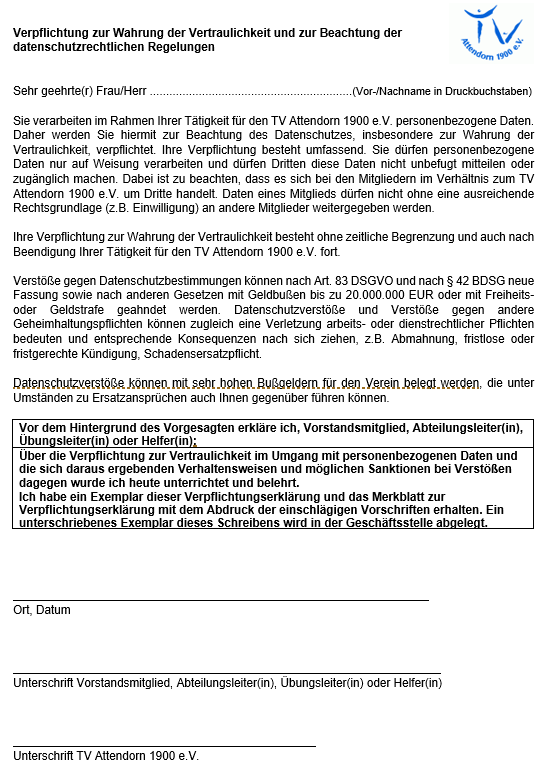 Verpflichtung zur Wahrung der Vertraulichkeit und zur Beachtung der
datenschutzrechtlichen Regelungen
TV
Attendorn 1900 e.V.
Sehr geehrte(r) Frau/Herr ..............................................................(Vor-/Nachname in Druckbuchstaben)
Sie verarbeiten im Rahmen Ihrer Tätigkeit für den TV Attendorn 1900 e.V. personenbezogene Daten.
Daher werden Sie hiermit zur Beachtung des Datenschutzes, insbesondere zur Wahrung der
Vertraulichkeit, verpflichtet. Ihre Verpflichtung besteht umfassend. Sie dürfen personenbezogene
Daten nur auf Weisung verarbeiten und dürfen Dritten diese Daten nicht unbefugt mitteilen oder
zugänglich machen. Dabei ist zu beachten, dass es sich bei den Mitgliedern im Verhältnis zum TV
Attendorn 1900 e.V. um Dritte handelt. Daten eines Mitglieds dürfen nicht ohne eine ausreichende
Rechtsgrundlage (z.B. Einwilligung) an andere Mitglieder weitergegeben werden.
Ihre Verpflichtung zur Wahrung der Vertraulichkeit besteht ohne zeitliche Begrenzung und auch nach
Beendigung Ihrer Tätigkeit für den TV Attendorn 1900 e.V. fort.
Verstöße gegen Datenschutzbestimmungen können nach Art. 83 DSGVO und nach § 42 BDSG neue
Fassung sowie nach anderen Gesetzen mit Geldbußen bis zu 20.000.000 EUR oder mit Freiheits-
oder Geldstrafe geahndet werden. Datenschutzverstöße und Verstöße gegen andere
Geheimhaltungspflichten können zugleich eine Verletzung arbeits- oder dienstrechtlicher Pflichten
bedeuten und entsprechende Konsequenzen nach sich ziehen, z.B. Abmahnung, fristlose oder
fristgerechte Kündigung, Schadensersatzpflicht.
Datenschutzverstöße können mit sehr hohen Bußgeldern für den Verein belegt werden, die unter
Umständen zu Ersatzansprüchen auch Ihnen gegenüber führen können.
Vor dem Hintergrund des Vorgesagten erkläre ich, Vorstandsmitglied, Abteilungsleiter(in),
Übungsleiter(in) oder Helfer(in);
Über die Verpflichtung zur Vertraulichkeit im Umgang mit personenbezogenen Daten und
die sich daraus ergebenden Verhaltensweisen und möglichen Sanktionen bei Verstößen
dagegen wurde ich heute unterrichtet und belehrt.
Ich habe ein Exemplar dieser Verpflichtungserklärung und das Merkblatt zur
Verpflichtungserklärung mit dem Abdruck der einschlägigen Vorschriften erhalten. Ein
unterschriebenes Exemplar dieses Schreibens wird in der Geschäftsstelle abgelegt.
Ort, Datum
Unterschrift Vorstandsmitglied, Abteilungsleiter(in), Übungsleiter(in) oder Helfer(in)
Unterschrift TV Attendorn 1900 e.V.